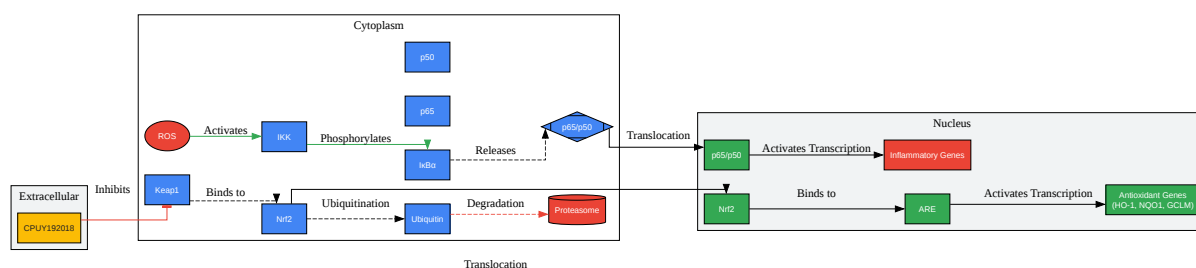 Cytoplasm
p50
p65
ROS
Activates
IKK
Phosphorylates
IκBα
Releases
p65/p50
Translocation
Nucleus
p65/p50
Activates Transcription
Inflammatory Genes
Extracellular
CPUY192018
Inhibits
Keap1
Binds to
Nrf2
Ubiquitination
Ubiquitin
Degradation
Proteasome
Nrf2
Binds to
ARE
Activates Transcription
Antioxidant Genes
(HO-1, NQO1, GCLM)
Translocation